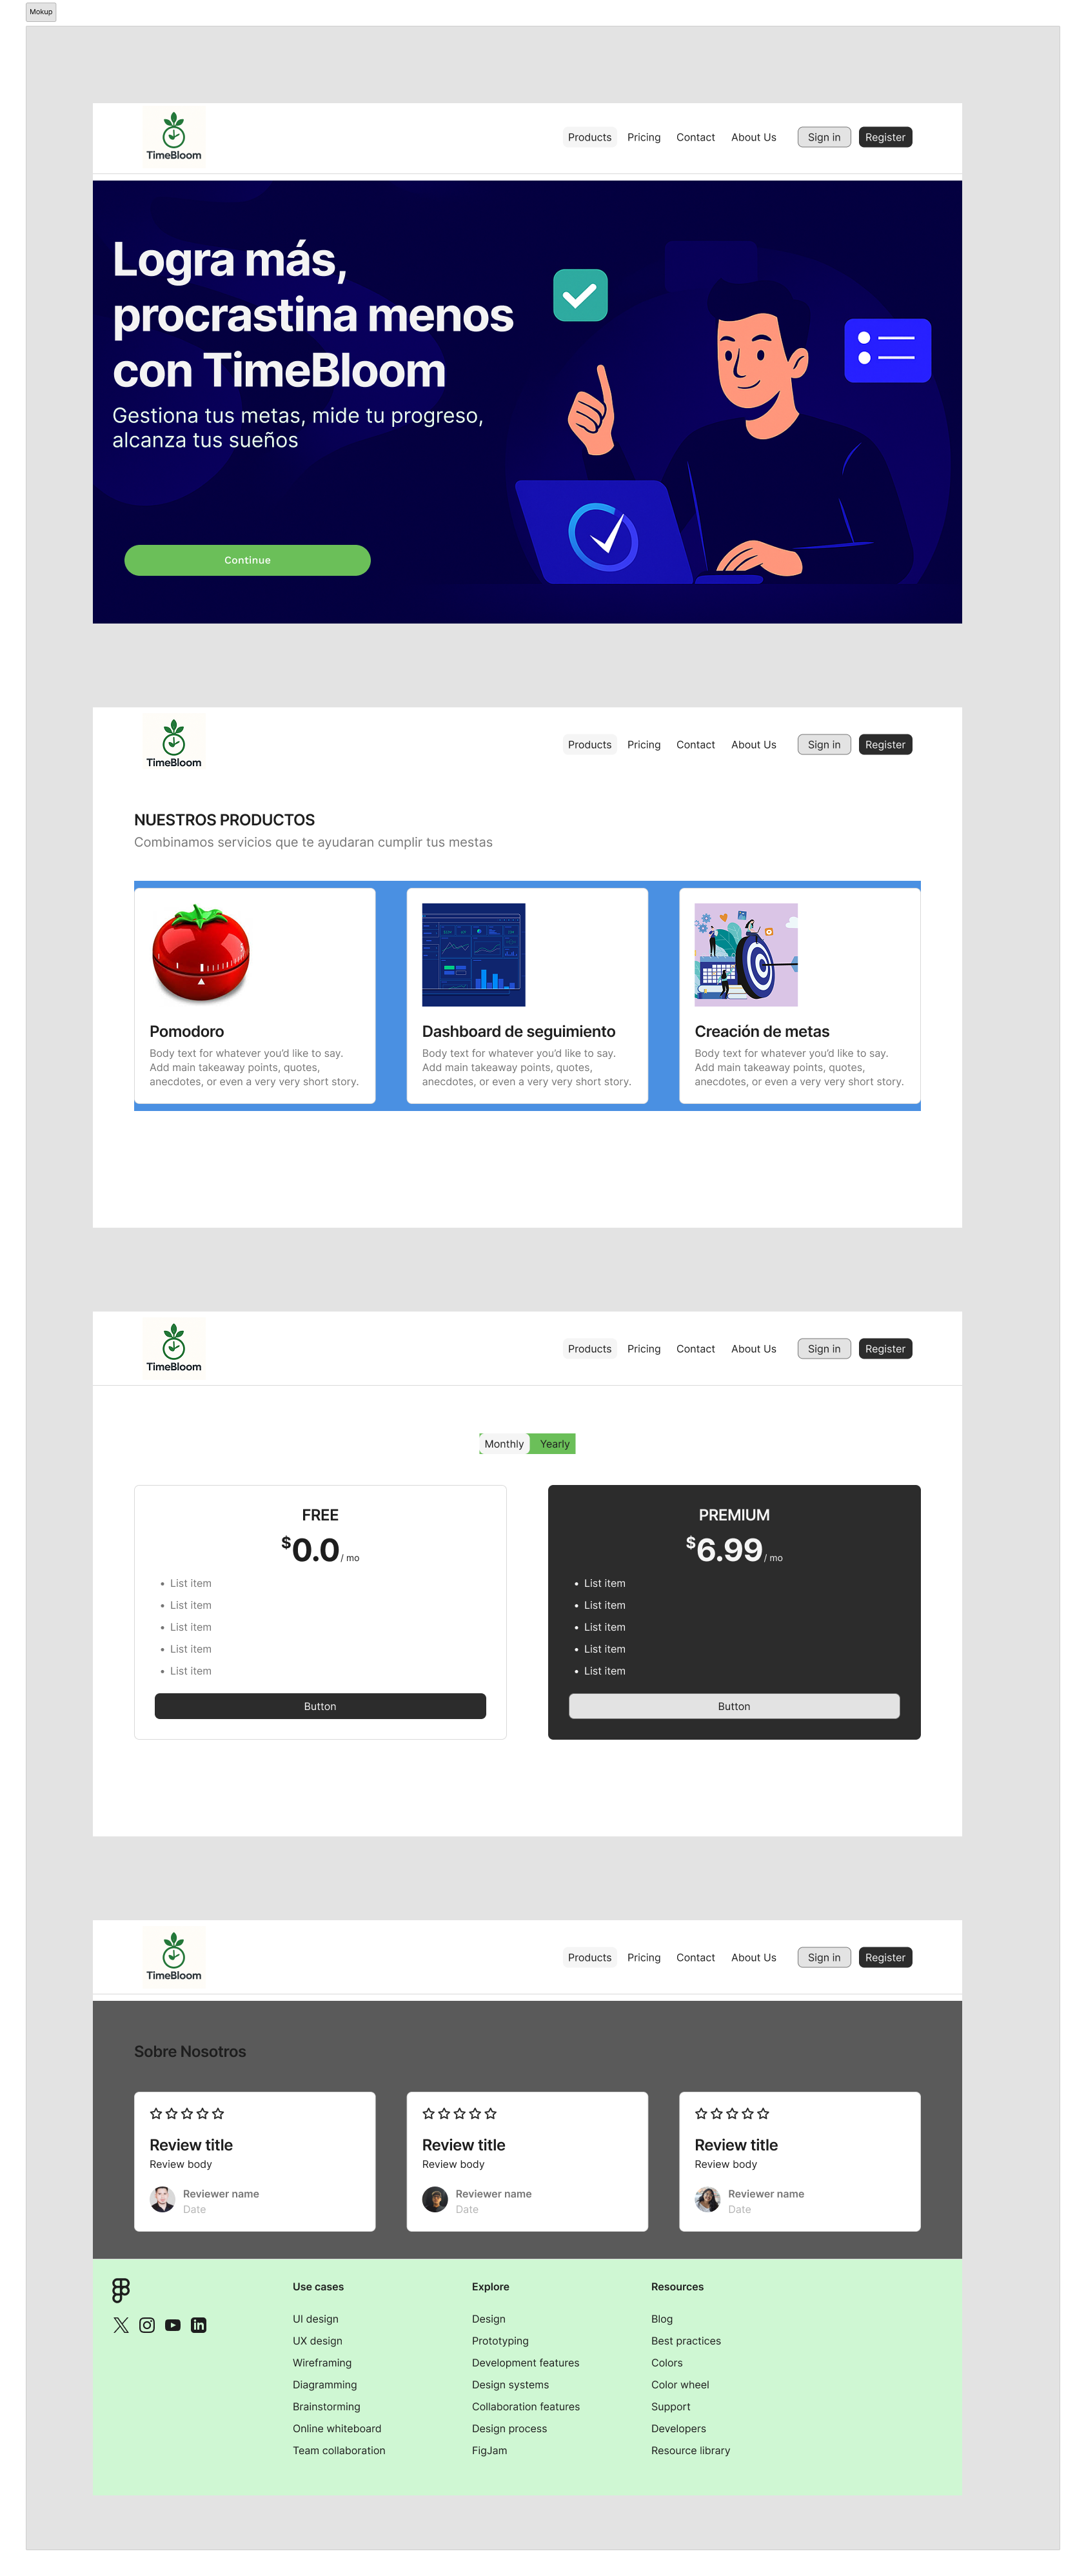 Mokup
TimeBloom
Products Pricing Contact About Us Sign in Register
Logra más,
procrastina menos
con TimeBloom
Gestiona tus metas, mide tu progreso,
alcanza tus sueños
Continue
TimeBloom
Products Pricing Contact About Us Sign in Register
NUESTROS PRODUCTOS
Combinamos servicios que te ayudaran cumplir tus mestas
Pomodoro
Body text for whatever you'd like to say.
Add main takeaway points, quotes,
anecdotes, or even a very very short story.
Dashboard de seguimiento
Body text for whatever you'd like to say.
Add main takeaway points, quotes,
anecdotes, or even a very very short story.
Creación de metas
Body text for whatever you'd like to say.
Add main takeaway points, quotes,
anecdotes, or even a very very short story.
TimeBloom
Products Pricing Contact About Us Sign in Register
Monthly Yearly
FREE
$0.0 / mo
• List item
• List item
• List item
• List item
• List item
Button
PREMIUM
$6.99 / mo
• List item
• List item
• List item
• List item
• List item
Button
TimeBloom
Products Pricing Contact About Us Sign in Register
Sobre Nosotros
Review title
Review body
Reviewer name
Date
Review title
Review body
Reviewer name
Date
Review title
Review body
Reviewer name
Date
Use cases
UI design
UX design
Wireframing
Diagramming
Brainstorming
Online whiteboard
Team collaboration
Explore
Design
Prototyping
Development features
Design systems
Collaboration features
Design process
FigJam
Resources
Blog
Best practices
Colors
Color wheel
Support
Developers
Resource library